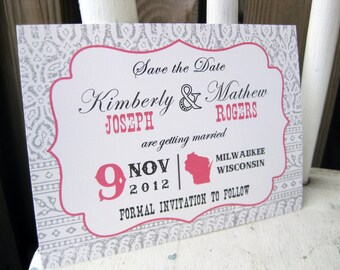 Save the Date
Kimberly & Mathew
JOSEPH ROGERS
are getting married
9 NOV 2012
MILWAUKEE
WISCONSIN
FORMAL INVITATION TO FOLLOW